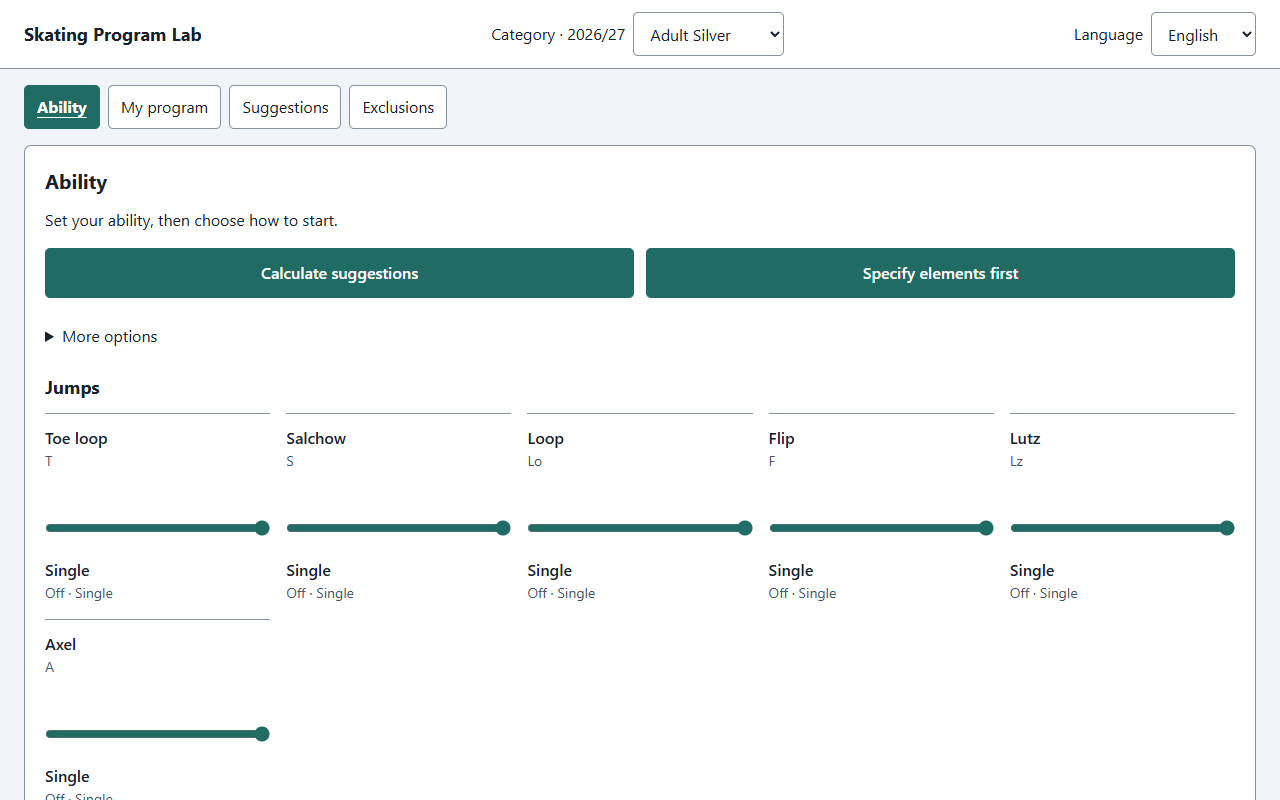 Skating Program Lab
Category · 2026/27
Adult Silver
Language
English
Ability
My program
Suggestions
Exclusions
Ability
Set your ability, then choose how to start.
Calculate suggestions
Specify elements first
More options
Jumps
Toe loop
T
Single
Off · Single
Salchow
S
Single
Off · Single
Loop
Lo
Single
Off · Single
Flip
F
Single
Off · Single
Lutz
Lz
Single
Off · Single
Axel
A
Single
Off · Single